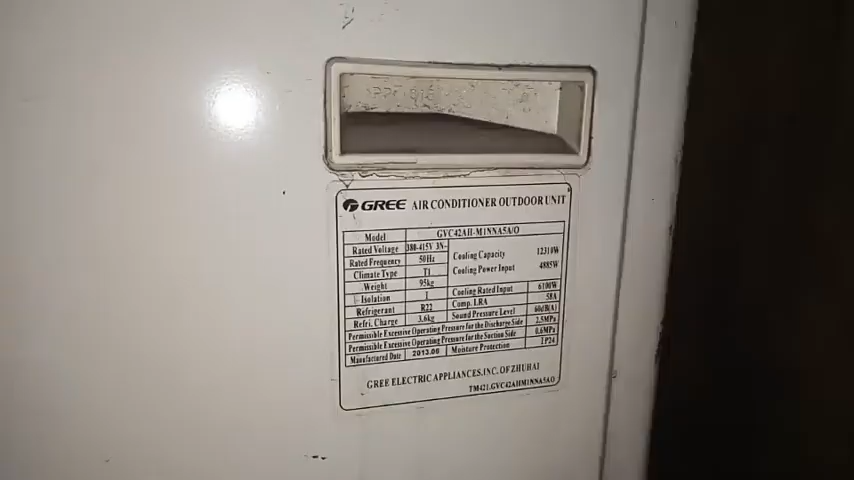 GREE AIR CONDITIONER OUTDOOR UNIT
Model GVC42AH-M1NNA5A/O
Rated Voltage 380-415V 3N~
Rated Frequency 50Hz
Climate Type T1
Weight 95kg
Isolation I
Refrigerant R22
Refri. Charge 3.6kg
Cooling Capacity 12310W
Cooling Power Input 4885W
Cooling Rated Input 6100W
Comp. LRA 58A
Sound Pressure Level 60dB(A)
Permissible Excessive Operating Pressure for the Discharge Side 2.5MPa
Permissible Excessive Operating Pressure for the Suction Side 0.6MPa
Manufactured Date 2013.06 Moisture Protection IP24
GREE ELECTRIC APPLIANCES.INC. OF ZHUHAI
TM421.GVC42AHM1NNA5AO